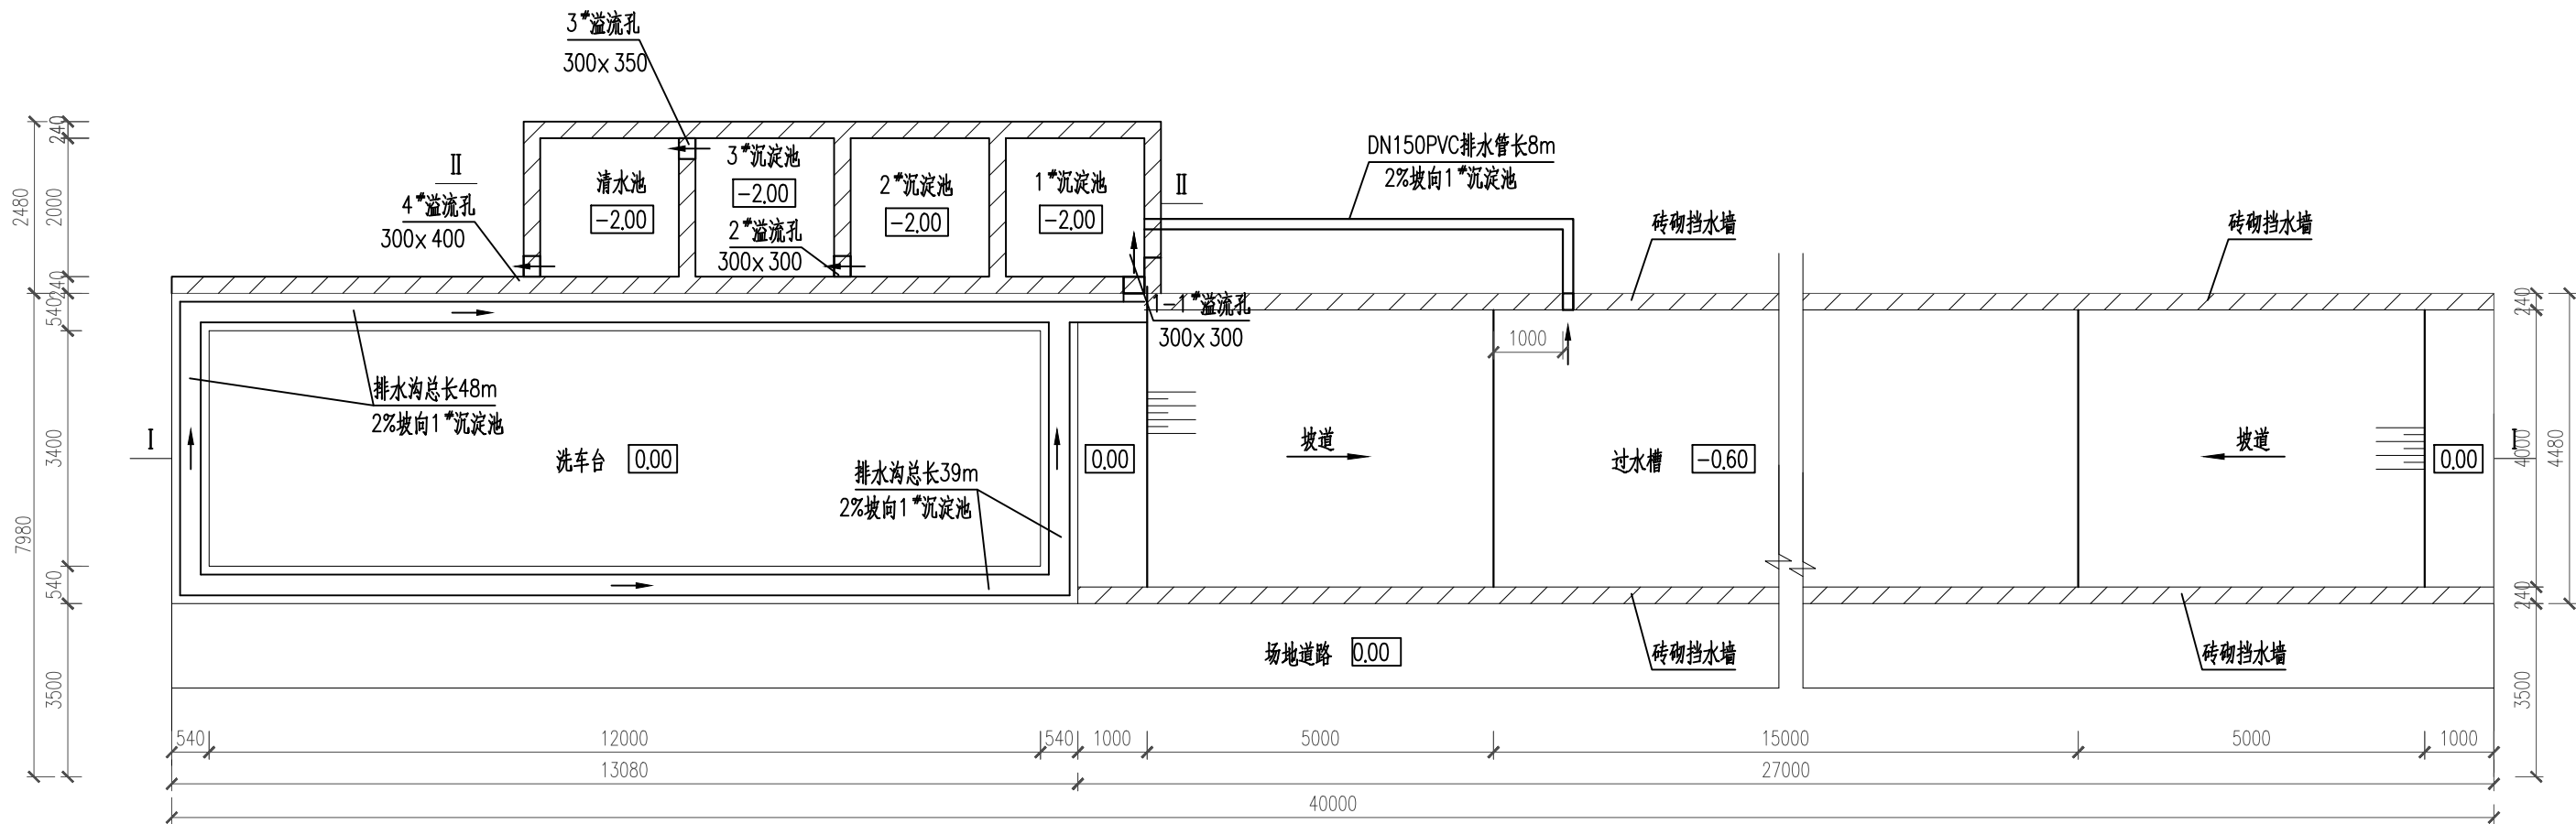 3#溢流孔
300x350
DN150PVC排水管长8m
2%坡向1#沉淀池
II
3#沉淀池
-2.00
清水池
-2.00
2#沉淀池
-2.00
1#沉淀池
-2.00
II
4#溢流孔
300x400
2#溢流孔
300x300
砖砌挡水墙
砖砌挡水墙
1-1#溢流孔
300x300
1000
排水沟总长48m
2%坡向1#沉淀池
I
洗车台 0.00
排水沟总长39m
2%坡向1#沉淀池
0.00
坡道
过水槽 -0.60
坡道
0.00
I
场地道路 0.00
砖砌挡水墙
砖砌挡水墙
240
2000
240
2480
540
3400
540
7980
3500
240
4000
240
4480
3500
540
12000
540
1000
5000
15000
5000
1000
13080
27000
40000